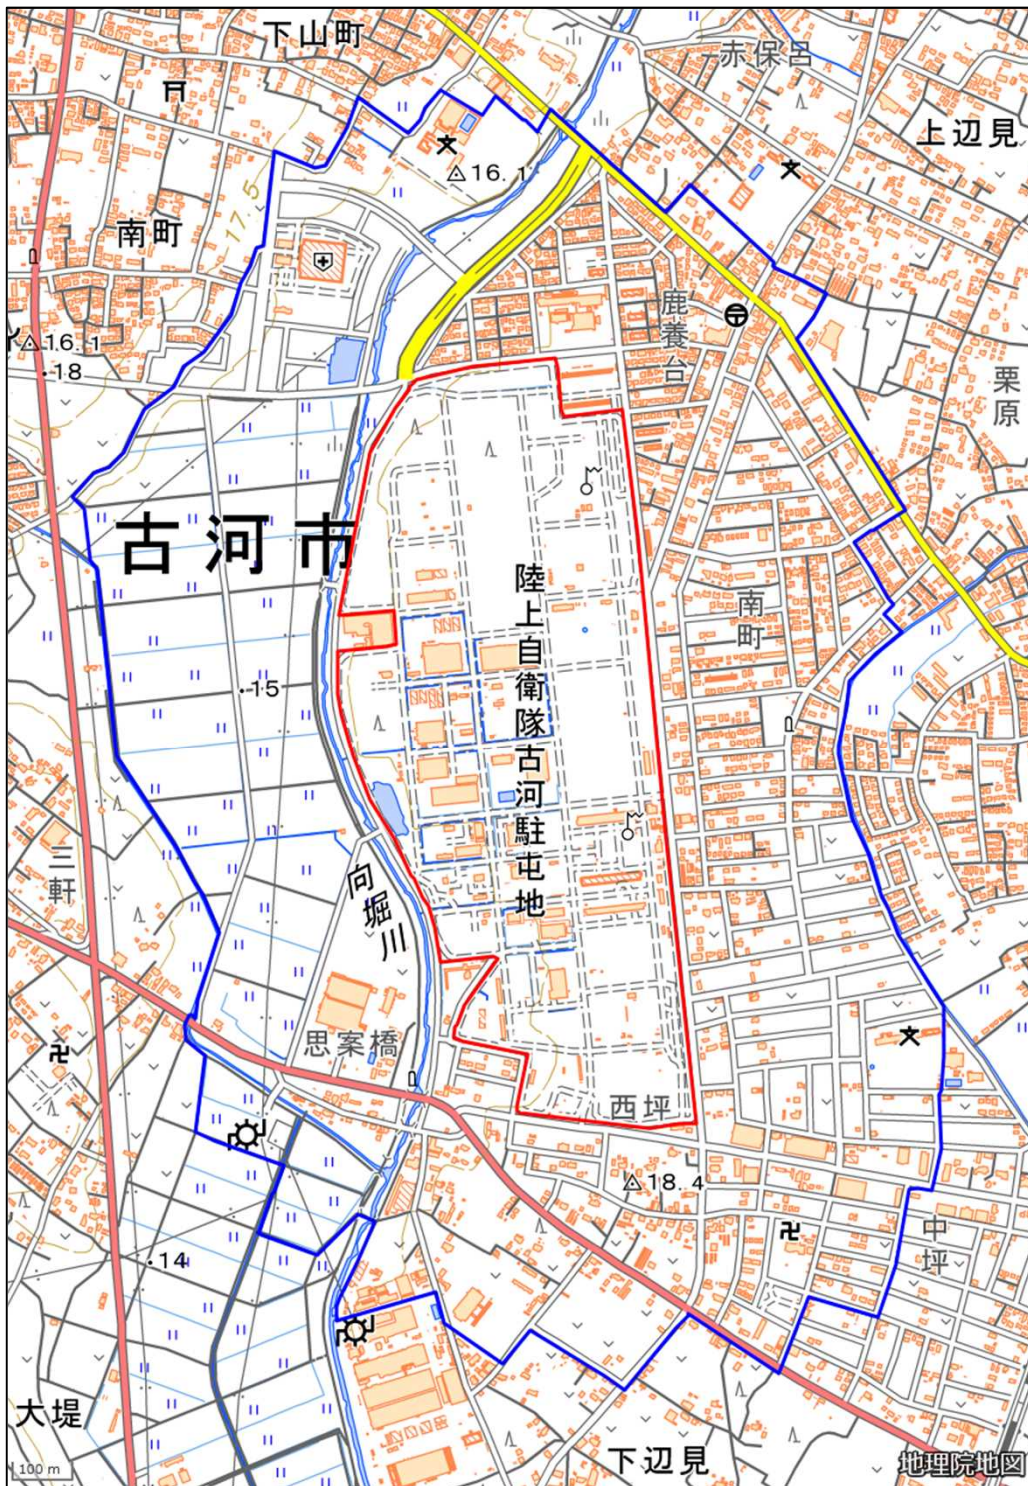 下山町
赤保呂
上辺見
16.1
17.5
南町
鹿養台
16.1
18
栗原
古河市
陸上自衛隊古河駐屯地
南町
15
三軒
向堀川
思案橋
西坪
18.4
中坪
14
大堤
下辺見
100 m
地理院地図